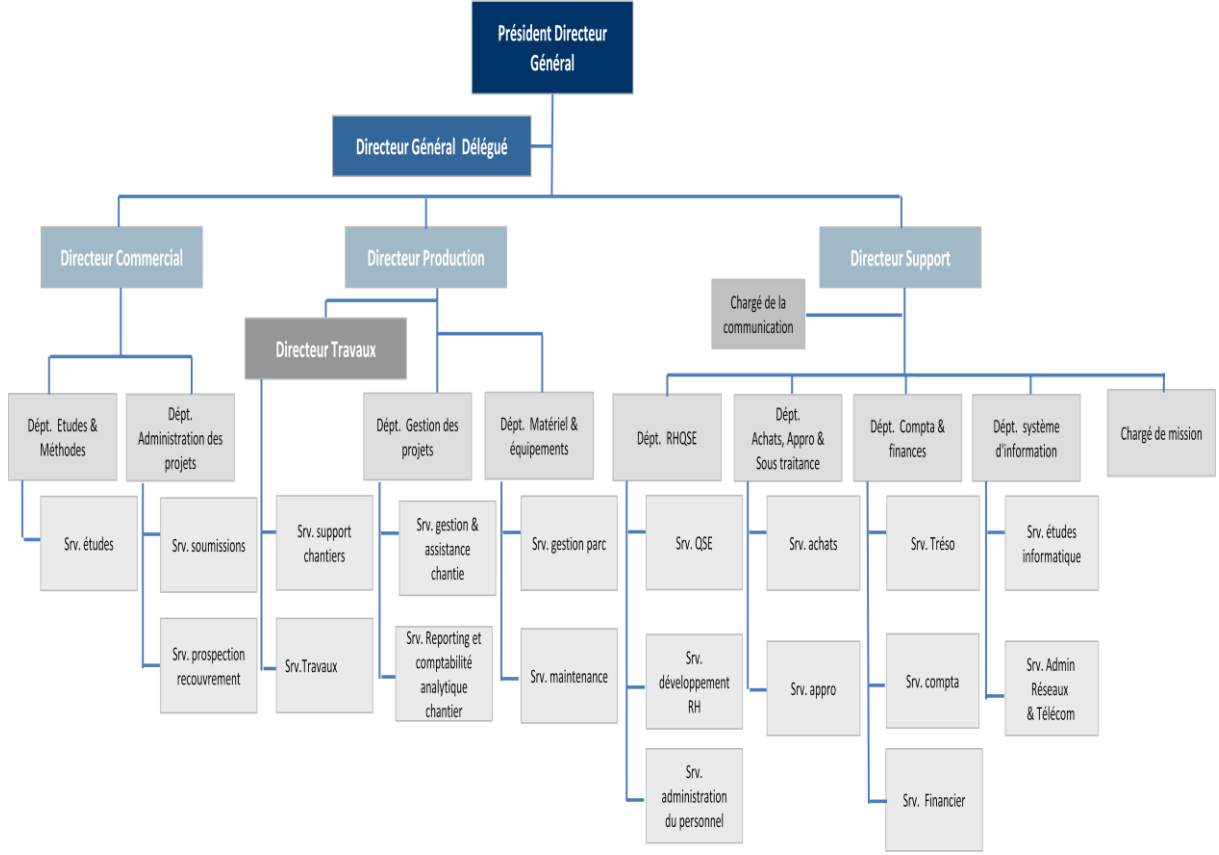 Président Directeur
Général
Directeur Général Délégué
Directeur Commercial
Directeur Production
Directeur Support
Chargé de la
communication
Directeur Travaux
Dépt. Etudes &
Méthodes
Dépt.
Administration des
projets
Dépt. Gestion des
projets
Dépt. Matériel &
équipements
Dépt. RHQSE
Dépt.
Achats, Appro &
Sous traitance
Dépt. Compta &
finances
Dépt. système
d'information
Chargé de mission
Srv. études
Srv. soumissions
Srv. support
chantiers
Srv. gestion &
assistance
chantie
Srv. gestion parc
Srv. QSE
Srv. achats
Srv. Tréso
Srv. études
informatique
Srv. prospection
recouvrement
Srv.Travaux
Srv. Reporting et
comptabilité
analytique
chantier
Srv. maintenance
Srv.
développement
RH
Srv. appro
Srv. compta
Srv. Admin
Réseaux
& Télécom
Srv.
administration
du personnel
Srv. Financier